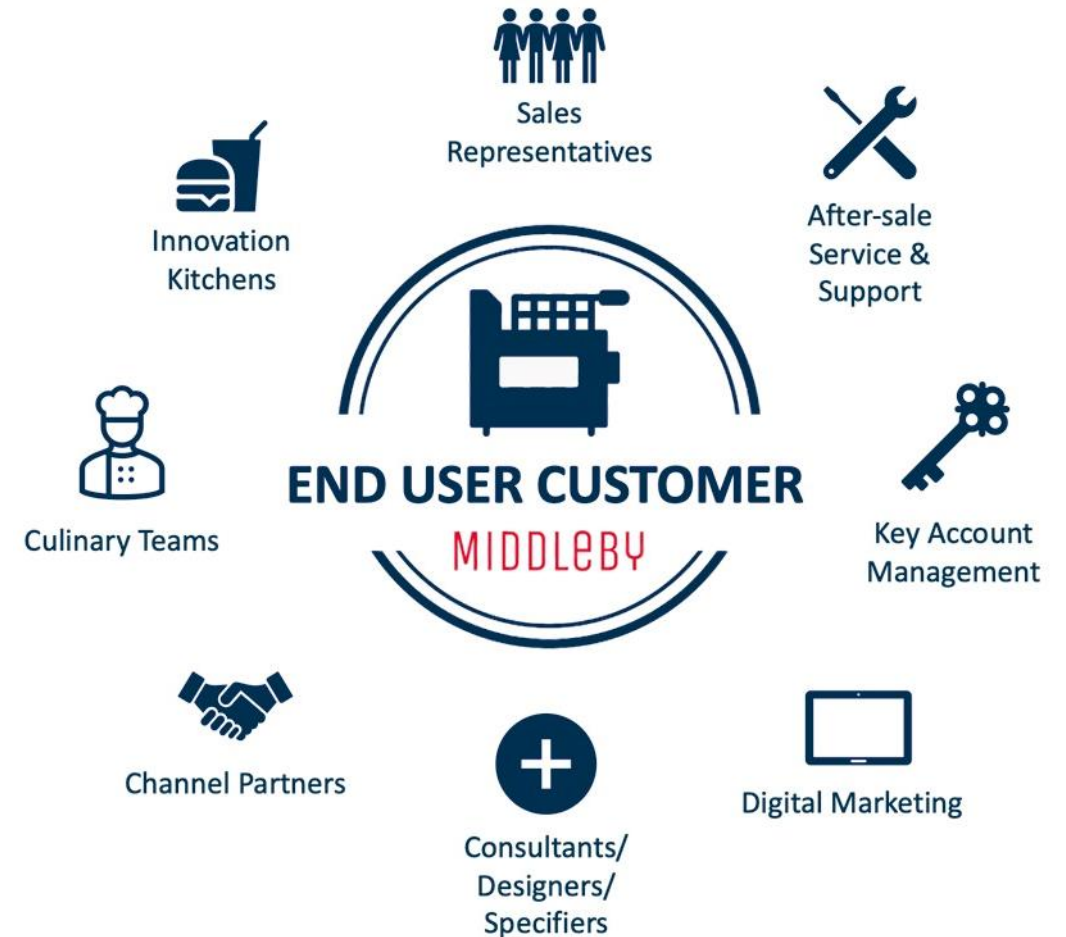 Sales
Representatives
After-sale
Service &
Support
Innovation
Kitchens
END USER CUSTOMER
MIDDLeBY
Key Account
Management
Culinary Teams
Channel Partners
Digital Marketing
Consultants/
Designers/
Specifiers